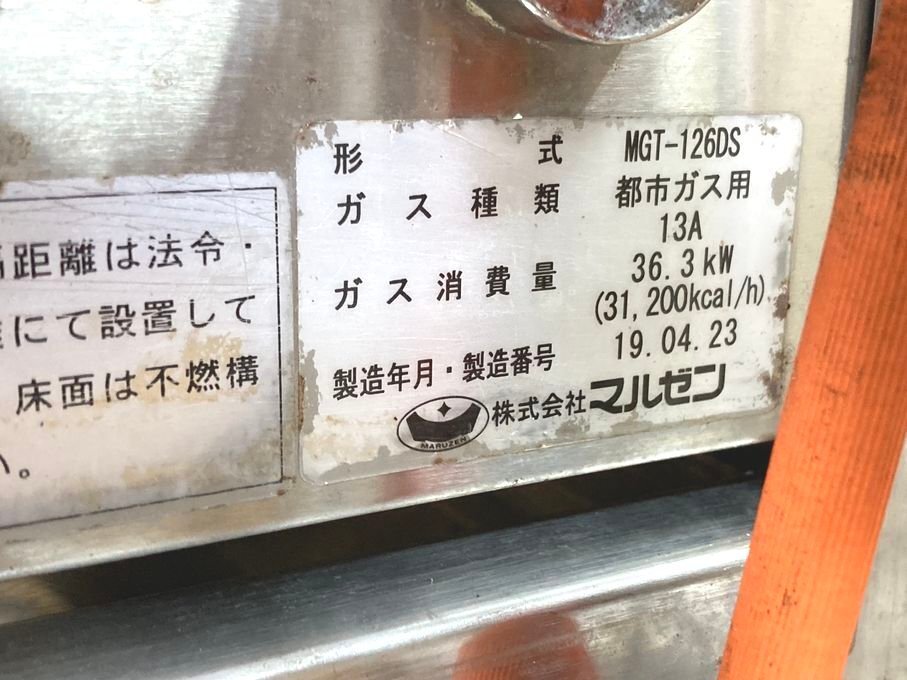 距離は法令・
にて設置して
床面は不燃構
い。
形 式 MGT-126DS
ガス種類 都市ガス用
13A
ガス消費量 36.3kW
(31,200kcal/h)
製造年月・製造番号 19.04.23
MARUZEN 株式会社マルゼン